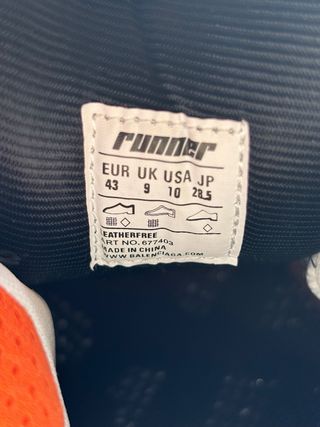 runner
EUR UK USA JP
43 9 10 28.5
LEATHERFREE
ART NO. 677403
MADE IN CHINA
WWW.BALENCIAGA.COM